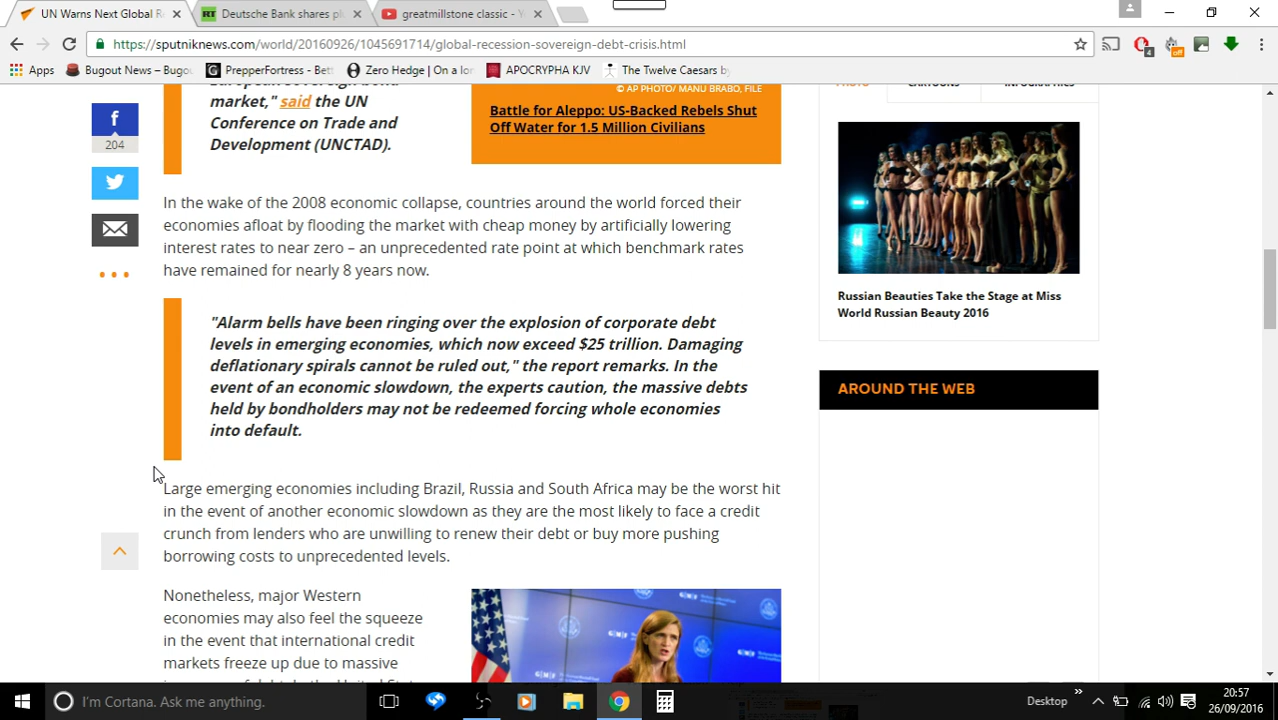 UN Warns Next Global R
Deutsche Bank shares pl
greatmillstone classic - Y
https://sputniknews.com/world/20160926/1045691714/global-recession-sovereign-debt-crisis.html
4
off
Apps
Bugout News – Bugou
PrepperFortress - Bett
Zero Hedge | On a lon
APOCRYPHA KJV
The Twelve Caesars by
f
204
market," said the UN
Conference on Trade and
Development (UNCTAD).
© AP PHOTO/ MANU BRABO, FILE
Battle for Aleppo: US-Backed Rebels Shut
Off Water for 1.5 Million Civilians
PHOTO
CARTOONS
INFOGRAPHICS
In the wake of the 2008 economic collapse, countries around the world forced their
economies afloat by flooding the market with cheap money by artificially lowering
interest rates to near zero – an unprecedented rate point at which benchmark rates
have remained for nearly 8 years now.
"Alarm bells have been ringing over the explosion of corporate debt
levels in emerging economies, which now exceed $25 trillion. Damaging
deflationary spirals cannot be ruled out," the report remarks. In the
event of an economic slowdown, the experts caution, the massive debts
held by bondholders may not be redeemed forcing whole economies
into default.
Large emerging economies including Brazil, Russia and South Africa may be the worst hit
in the event of another economic slowdown as they are the most likely to face a credit
crunch from lenders who are unwilling to renew their debt or buy more pushing
borrowing costs to unprecedented levels.
Nonetheless, major Western
economies may also feel the squeeze
in the event that international credit
markets freeze up due to massive
Russian Beauties Take the Stage at Miss
World Russian Beauty 2016
AROUND THE WEB
G|M|F
I'm Cortana. Ask me anything.
Desktop
20:57
26/09/2016